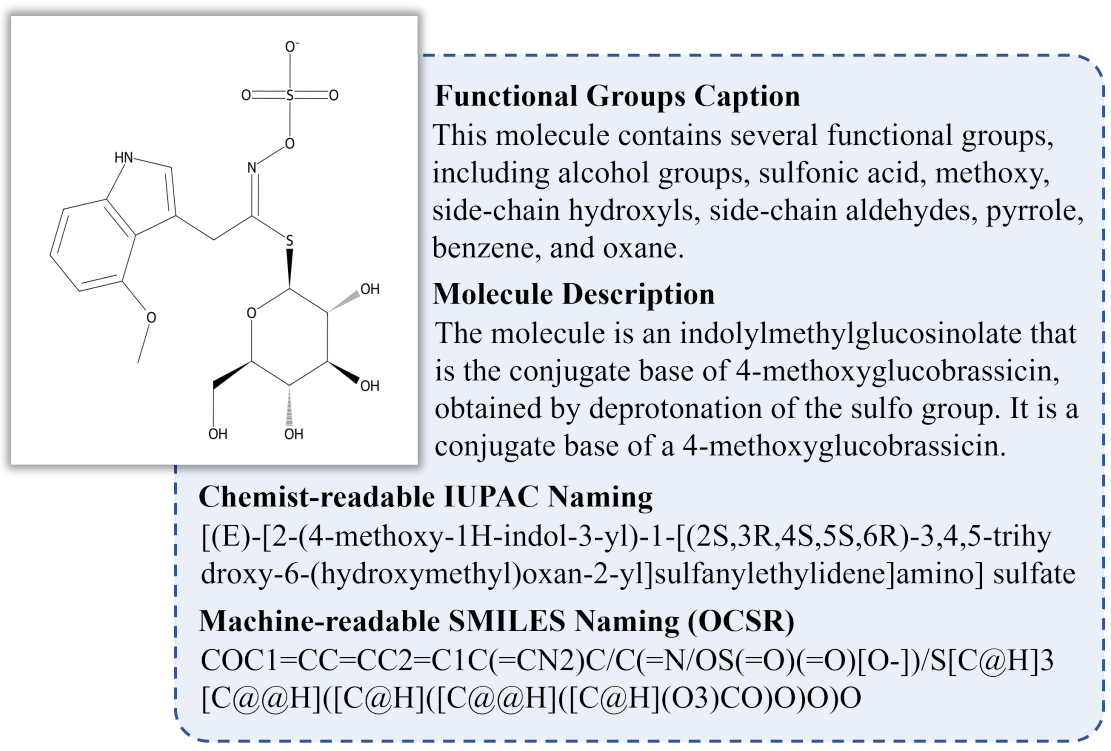 O-
O
S
O
O
N
HN
S
O
OH
O
OH
OH
OH
Functional Groups Caption
This molecule contains several functional groups,
including alcohol groups, sulfonic acid, methoxy,
side-chain hydroxyls, side-chain aldehydes, pyrrole,
benzene, and oxane.
Molecule Description
The molecule is an indolylmethylglucosinolate that
is the conjugate base of 4-methoxyglucobrassicin,
obtained by deprotonation of the sulfo group. It is a
conjugate base of a 4-methoxyglucobrassicin.
Chemist-readable IUPAC Naming
[(E)-[2-(4-methoxy-1H-indol-3-yl)-1-[(2S,3R,4S,5S,6R)-3,4,5-trihy
droxy-6-(hydroxymethyl)oxan-2-yl]sulfanylethylidene]amino] sulfate
Machine-readable SMILES Naming (OCSR)
COC1=CC=CC2=C1C(=CN2)C/C(=N/OS(=O)(=O)[O-])/S[C@H]3
[C@@H]([C@H]([C@@H]([C@H](O3)CO)O)O)O